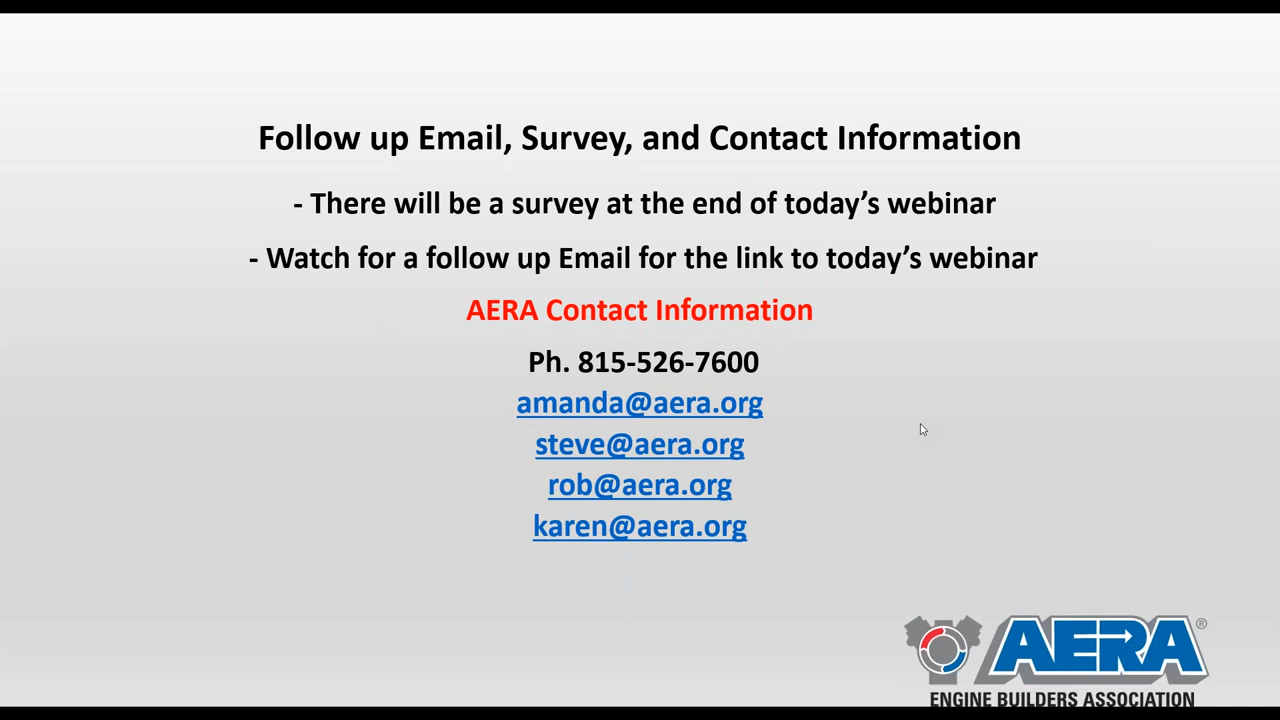 Follow up Email, Survey, and Contact Information
- There will be a survey at the end of today’s webinar
- Watch for a follow up Email for the link to today’s webinar
AERA Contact Information
Ph. 815-526-7600
amanda@aera.org
steve@aera.org
rob@aera.org
karen@aera.org
AERA®
ENGINE BUILDERS ASSOCIATION